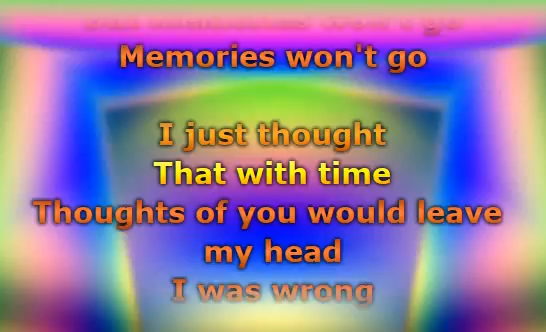 Memories won't go
I just thought
That with time
Thoughts of you would leave
my head
I was wrong